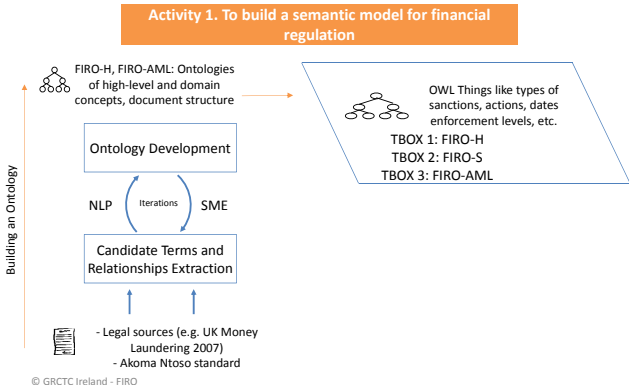 Activity 1. To build a semantic model for financial
regulation
FIRO-H, FIRO-AML: Ontologies
of high-level and domain
concepts, document structure
OWL Things like types of
sanctions, actions, dates
enforcement levels, etc.
TBOX 1: FIRO-H
TBOX 2: FIRO-S
TBOX 3: FIRO-AML
Ontology Development
NLP
Iterations
SME
Building an Ontology
Candidate Terms and
Relationships Extraction
- Legal sources (e.g. UK Money
Laundering 2007)
- Akoma Ntoso standard
© GRCTC Ireland - FIRO